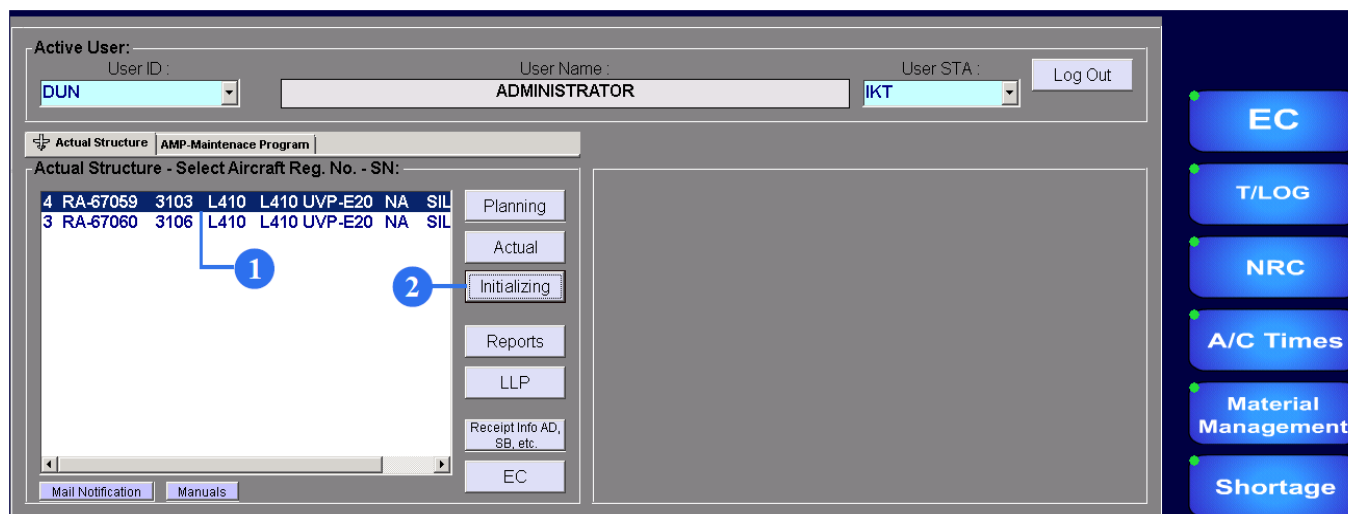 Active User:
User ID :
User Name :
User STA :
DUN
ADMINISTRATOR
IKT
Log Out
Actual Structure
AMP-Maintenace Program
Actual Structure - Select Aircraft Reg. No. - SN:
4 RA-67059 3103 L410 L410 UVP-E20 NA SIL
3 RA-67060 3106 L410 L410 UVP-E20 NA SIL
1
2
Planning
Actual
Initializing
Reports
LLP
Receipt Info AD,
SB, etc.
EC
Mail Notification
Manuals
EC
T/LOG
NRC
A/C Times
Material
Management
Shortage